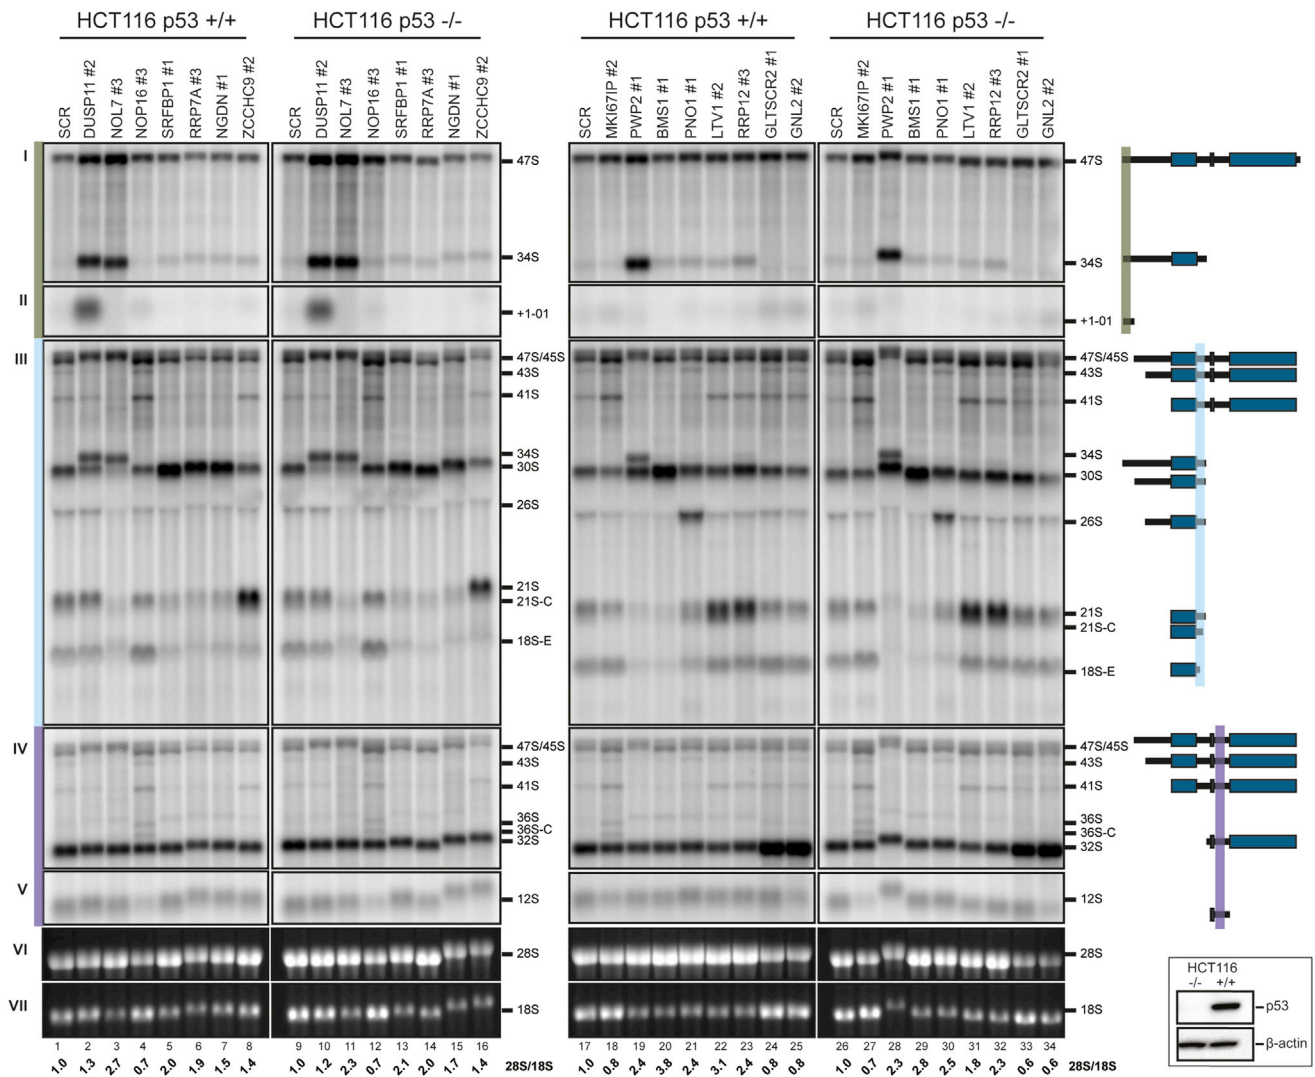 HCT116 p53 +/+
HCT116 p53 -/-
HCT116 p53 +/+
HCT116 p53 -/-
SCR
DUSP11 #2
NOL7 #3
NOP16 #3
SRFBP1 #1
RRP7A #3
NGDN #1
ZCCHC9 #2
SCR
DUSP11 #2
NOL7 #3
NOP16 #3
SRFBP1 #1
RRP7A #3
NGDN #1
ZCCHC9 #2
SCR
MKI67IP #2
PWP2 #1
BMS1 #1
PNO1 #1
LTV1 #2
RRP12 #3
GLTSCR2 #1
GNL2 #2
SCR
MKI67IP #2
PWP2 #1
BMS1 #1
PNO1 #1
LTV1 #2
RRP12 #3
GLTSCR2 #1
GNL2 #2
I
47S
47S
34S
34S
II
+1-01
+1-01
III
47S/45S
47S/45S
43S
43S
41S
41S
34S
34S
30S
30S
26S
26S
21S
21S
21S-C
21S-C
18S-E
18S-E
IV
47S/45S
47S/45S
43S
43S
41S
41S
36S
36S
36S-C
36S-C
32S
32S
V
12S
12S
VI
28S
28S
VII
18S
18S
1 2 3 4 5 6 7 8 9 10 11 12 13 14 15 16 17 18 19 20 21 22 23 24 25 26 27 28 29 30 31 32 33 34
1.0 1.3 2.7 0.7 2.0 1.9 1.5 1.4 1.0 1.2 2.3 0.7 2.1 2.0 1.7 1.4 28S/18S 1.0 0.8 2.4 3.8 2.4 3.1 2.4 0.8 0.8 1.0 0.7 2.3 2.9 2.5 1.8 2.3 0.6 0.6 28S/18S
HCT116
-/- +/+
p53
β-actin